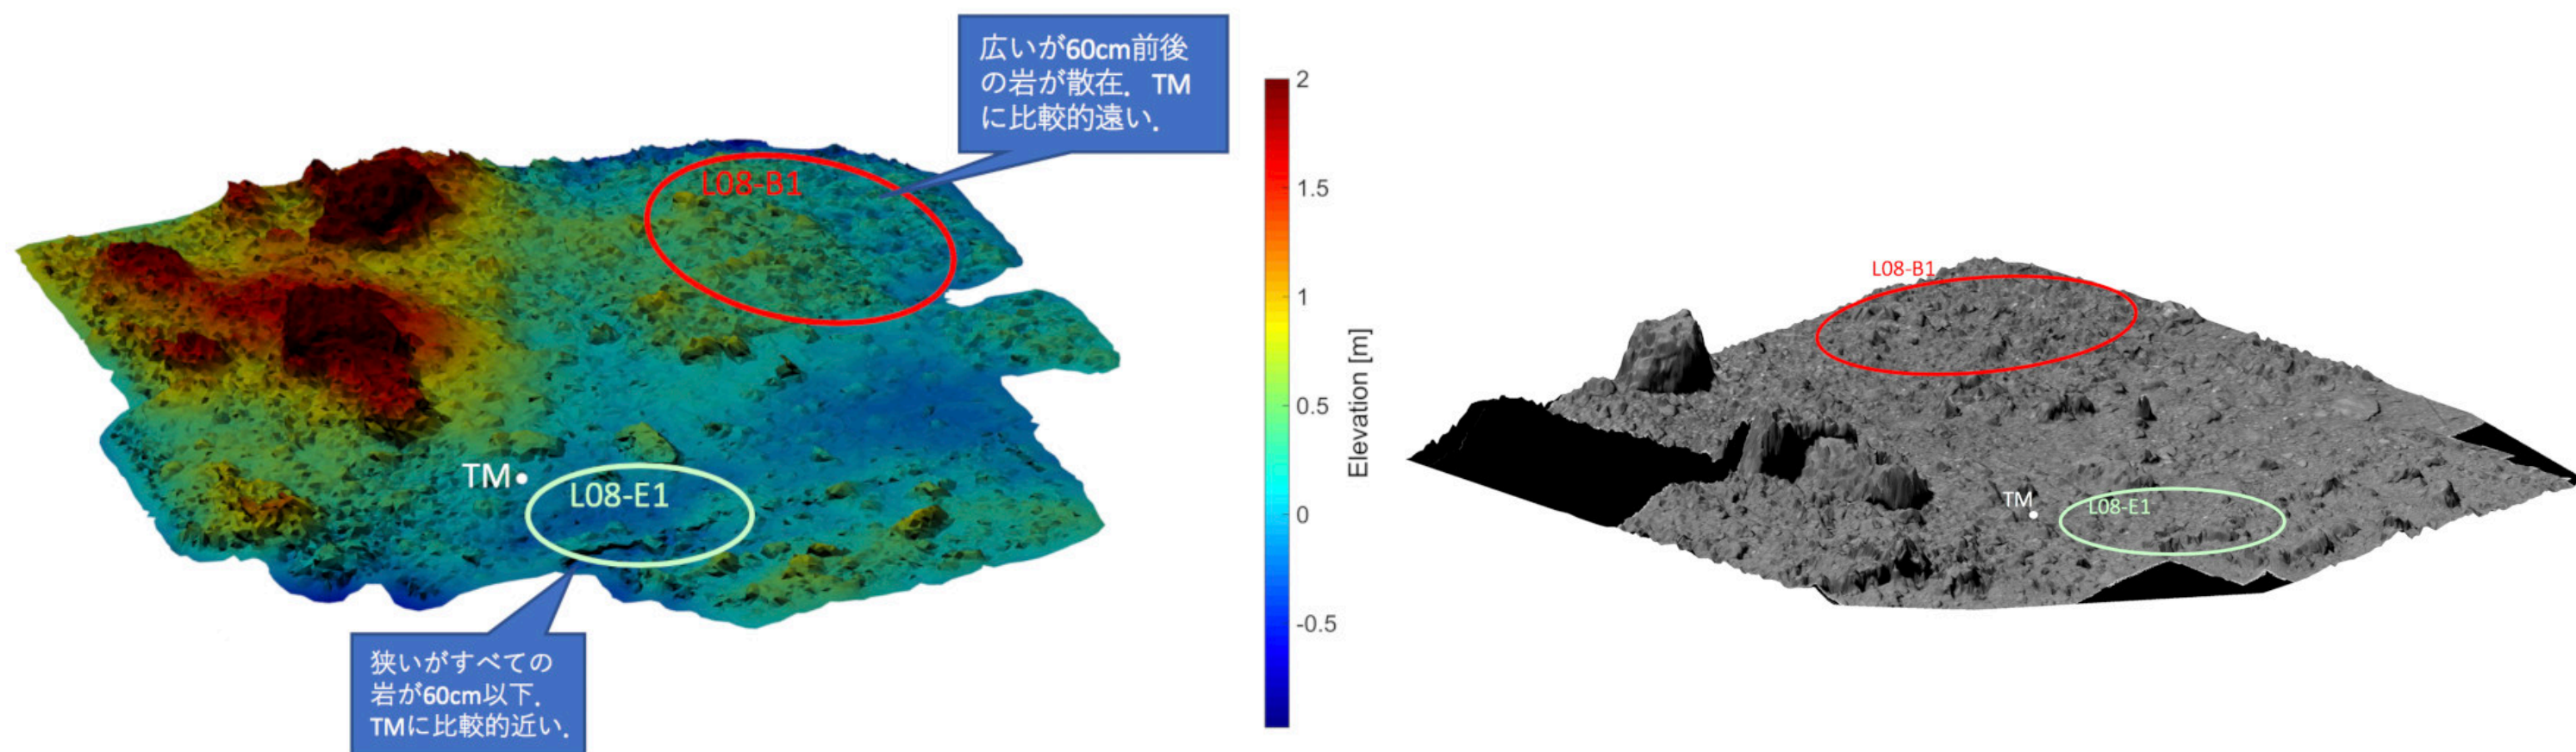 広いが60cm前後
の岩が散在．TM
に比較的遠い．
L08-B1
TM
L08-E1
狭いがすべての
岩が60cm以下．
TMに比較的近い．
2
1.5
1
0.5
0
-0.5
Elevation [m]
L08-B1
TM
L08-E1